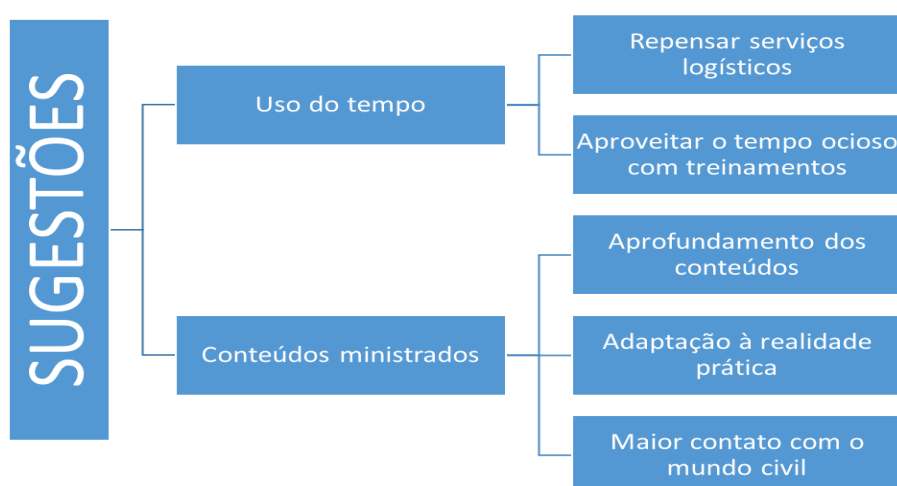 SUGESTÕES
Uso do tempo
Repensar serviços
logísticos
Aproveitar o tempo ocioso
com treinamentos
Conteúdos ministrados
Aprofundamento dos
conteúdos
Adaptação à realidade
prática
Maior contato com o
mundo civil